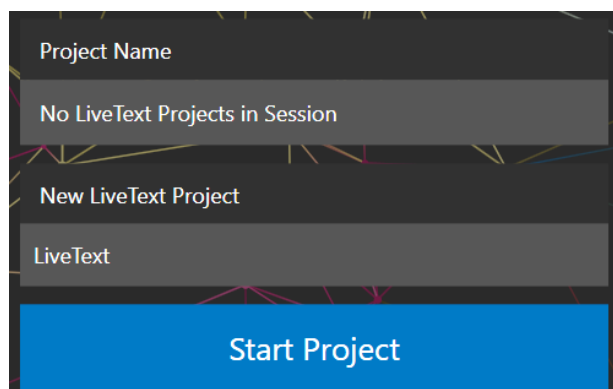 Project Name
No LiveText Projects in Session
New LiveText Project
LiveText
Start Project